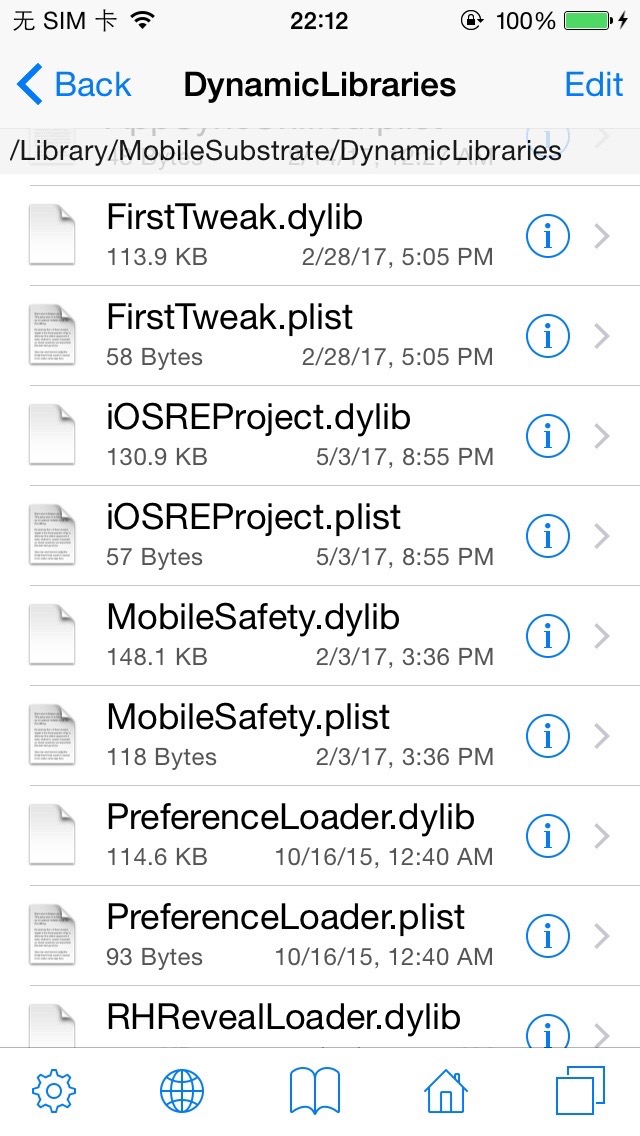 无 SIM 卡 22:12 100%
Back DynamicLibraries Edit
/Library/MobileSubstrate/DynamicLibraries
FirstTweak.dylib
113.9 KB 2/28/17, 5:05 PM
FirstTweak.plist
58 Bytes 2/28/17, 5:05 PM
iOSREProject.dylib
130.9 KB 5/3/17, 8:55 PM
iOSREProject.plist
57 Bytes 5/3/17, 8:55 PM
MobileSafety.dylib
148.1 KB 2/3/17, 3:36 PM
MobileSafety.plist
118 Bytes 2/3/17, 3:36 PM
PreferenceLoader.dylib
114.6 KB 10/16/15, 12:40 AM
PreferenceLoader.plist
93 Bytes 10/16/15, 12:40 AM
RHRevealLoader.dylib